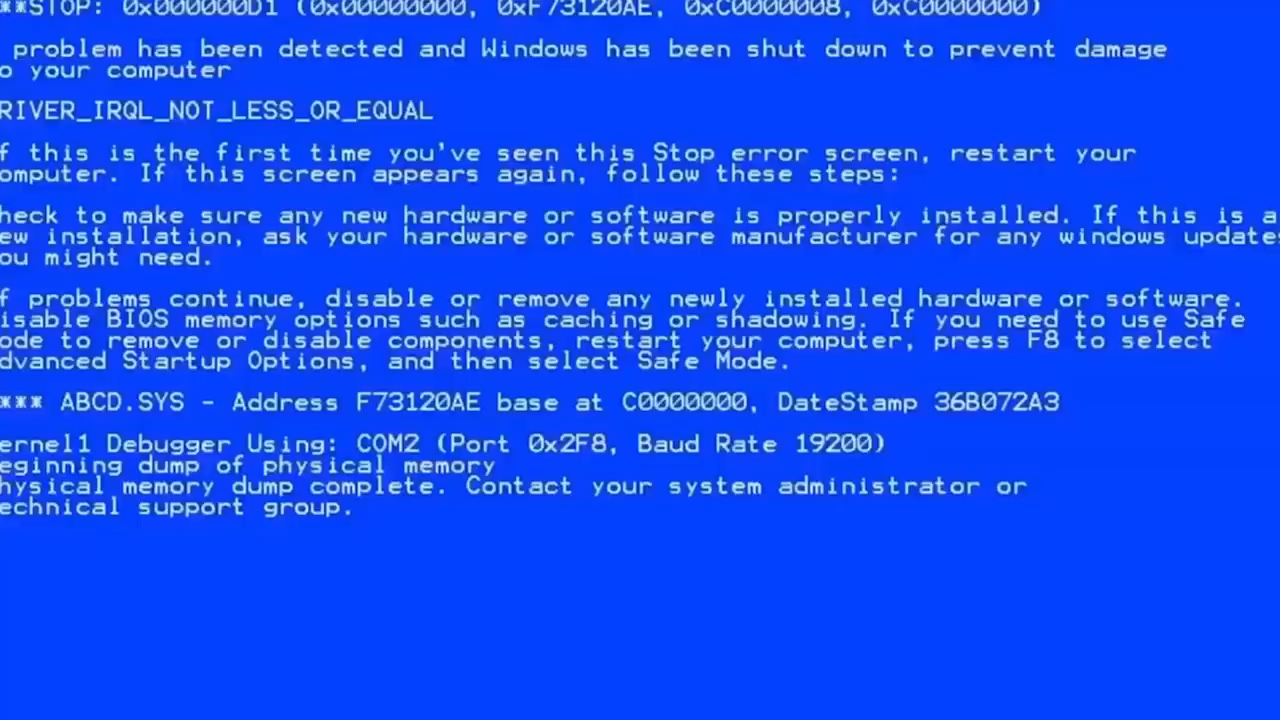 **STOP: 0x000000D1 (0x00000000, 0xF73120AE, 0xC0000008, 0xC0000000)
problem has been detected and Windows has been shut down to prevent damage
o your computer
RIVER_IRQL_NOT_LESS_OR_EQUAL
f this is the first time you've seen this Stop error screen, restart your
omputer. If this screen appears again, follow these steps:
heck to make sure any new hardware or software is properly installed. If this is a
ew installation, ask your hardware or software manufacturer for any windows updates
ou might need.
f problems continue, disable or remove any newly installed hardware or software.
isable BIOS memory options such as caching or shadowing. If you need to use Safe
ode to remove or disable components, restart your computer, press F8 to select
dvanced Startup Options, and then select Safe Mode.
*** ABCD.SYS - Address F73120AE base at C0000000, DateStamp 36B072A3
ernel1 Debugger Using: COM2 (Port 0x2F8, Baud Rate 19200)
eginning dump of physical memory
hysical memory dump complete. Contact your system administrator or
echnical support group.